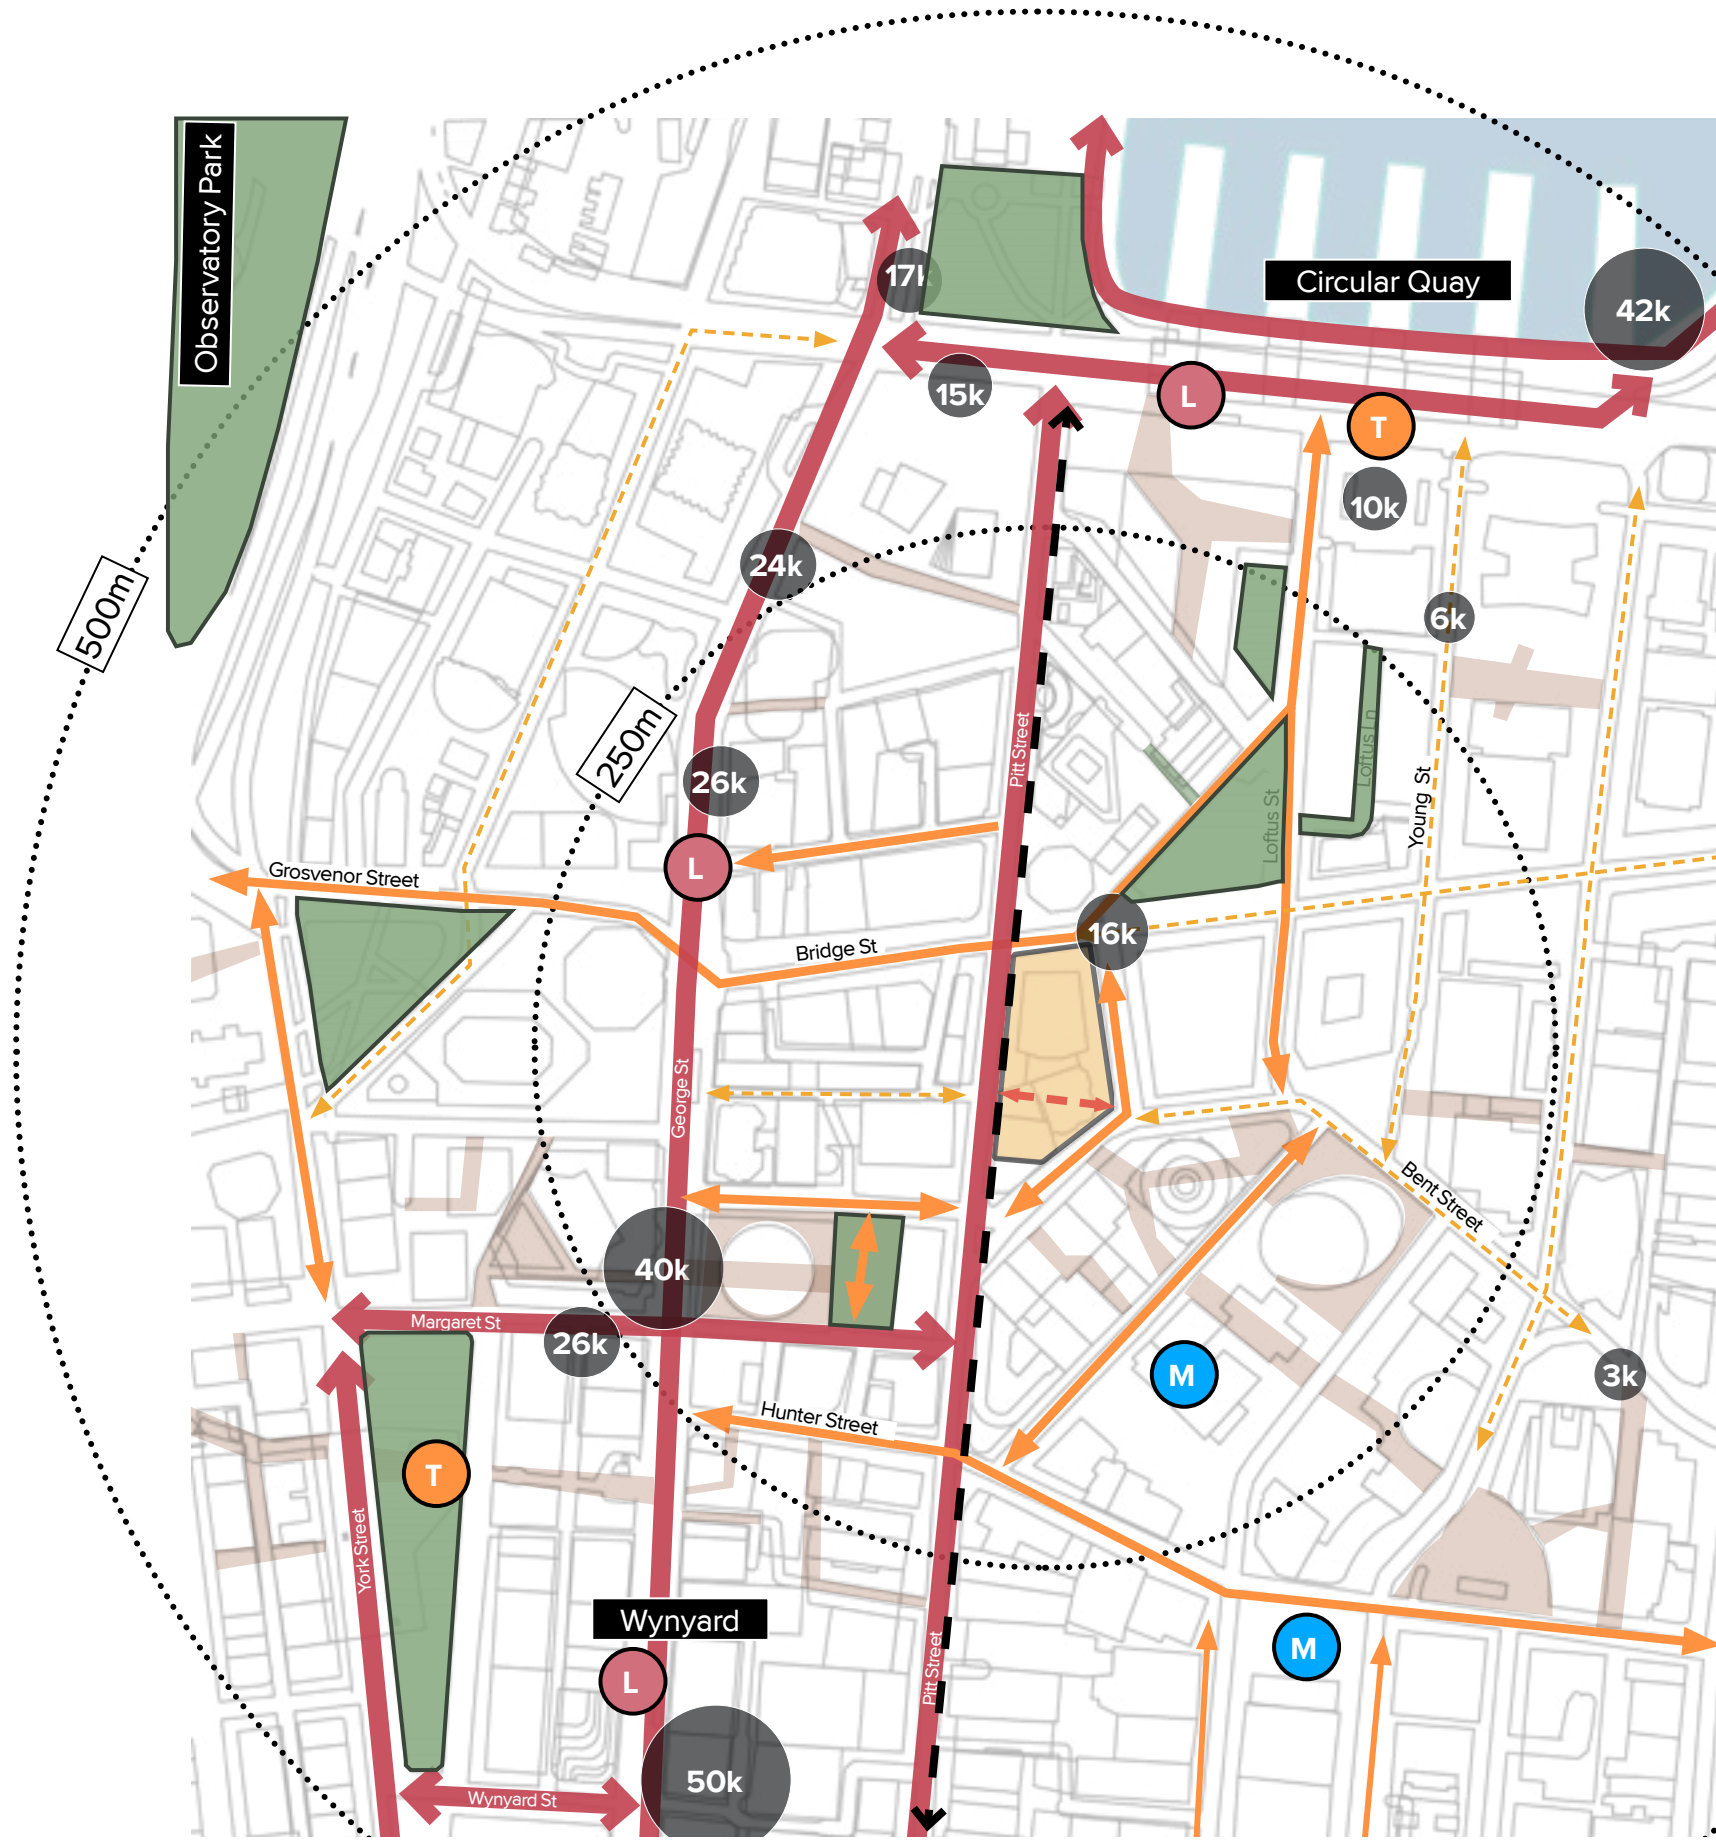 Observatory Park
17k
Circular Quay
42k
15k
L
T
10k
500m
24k
6k
250m
Pitt Street
26k
Loftus St
Loftus Ln
Young St
L
Grosvenor Street
Bridge St
16k
George St
Bent Street
40k
Margaret St
26k
M
3k
Hunter Street
T
York Street
Wynyard
M
L
Pitt Street
50k
Wynyard St